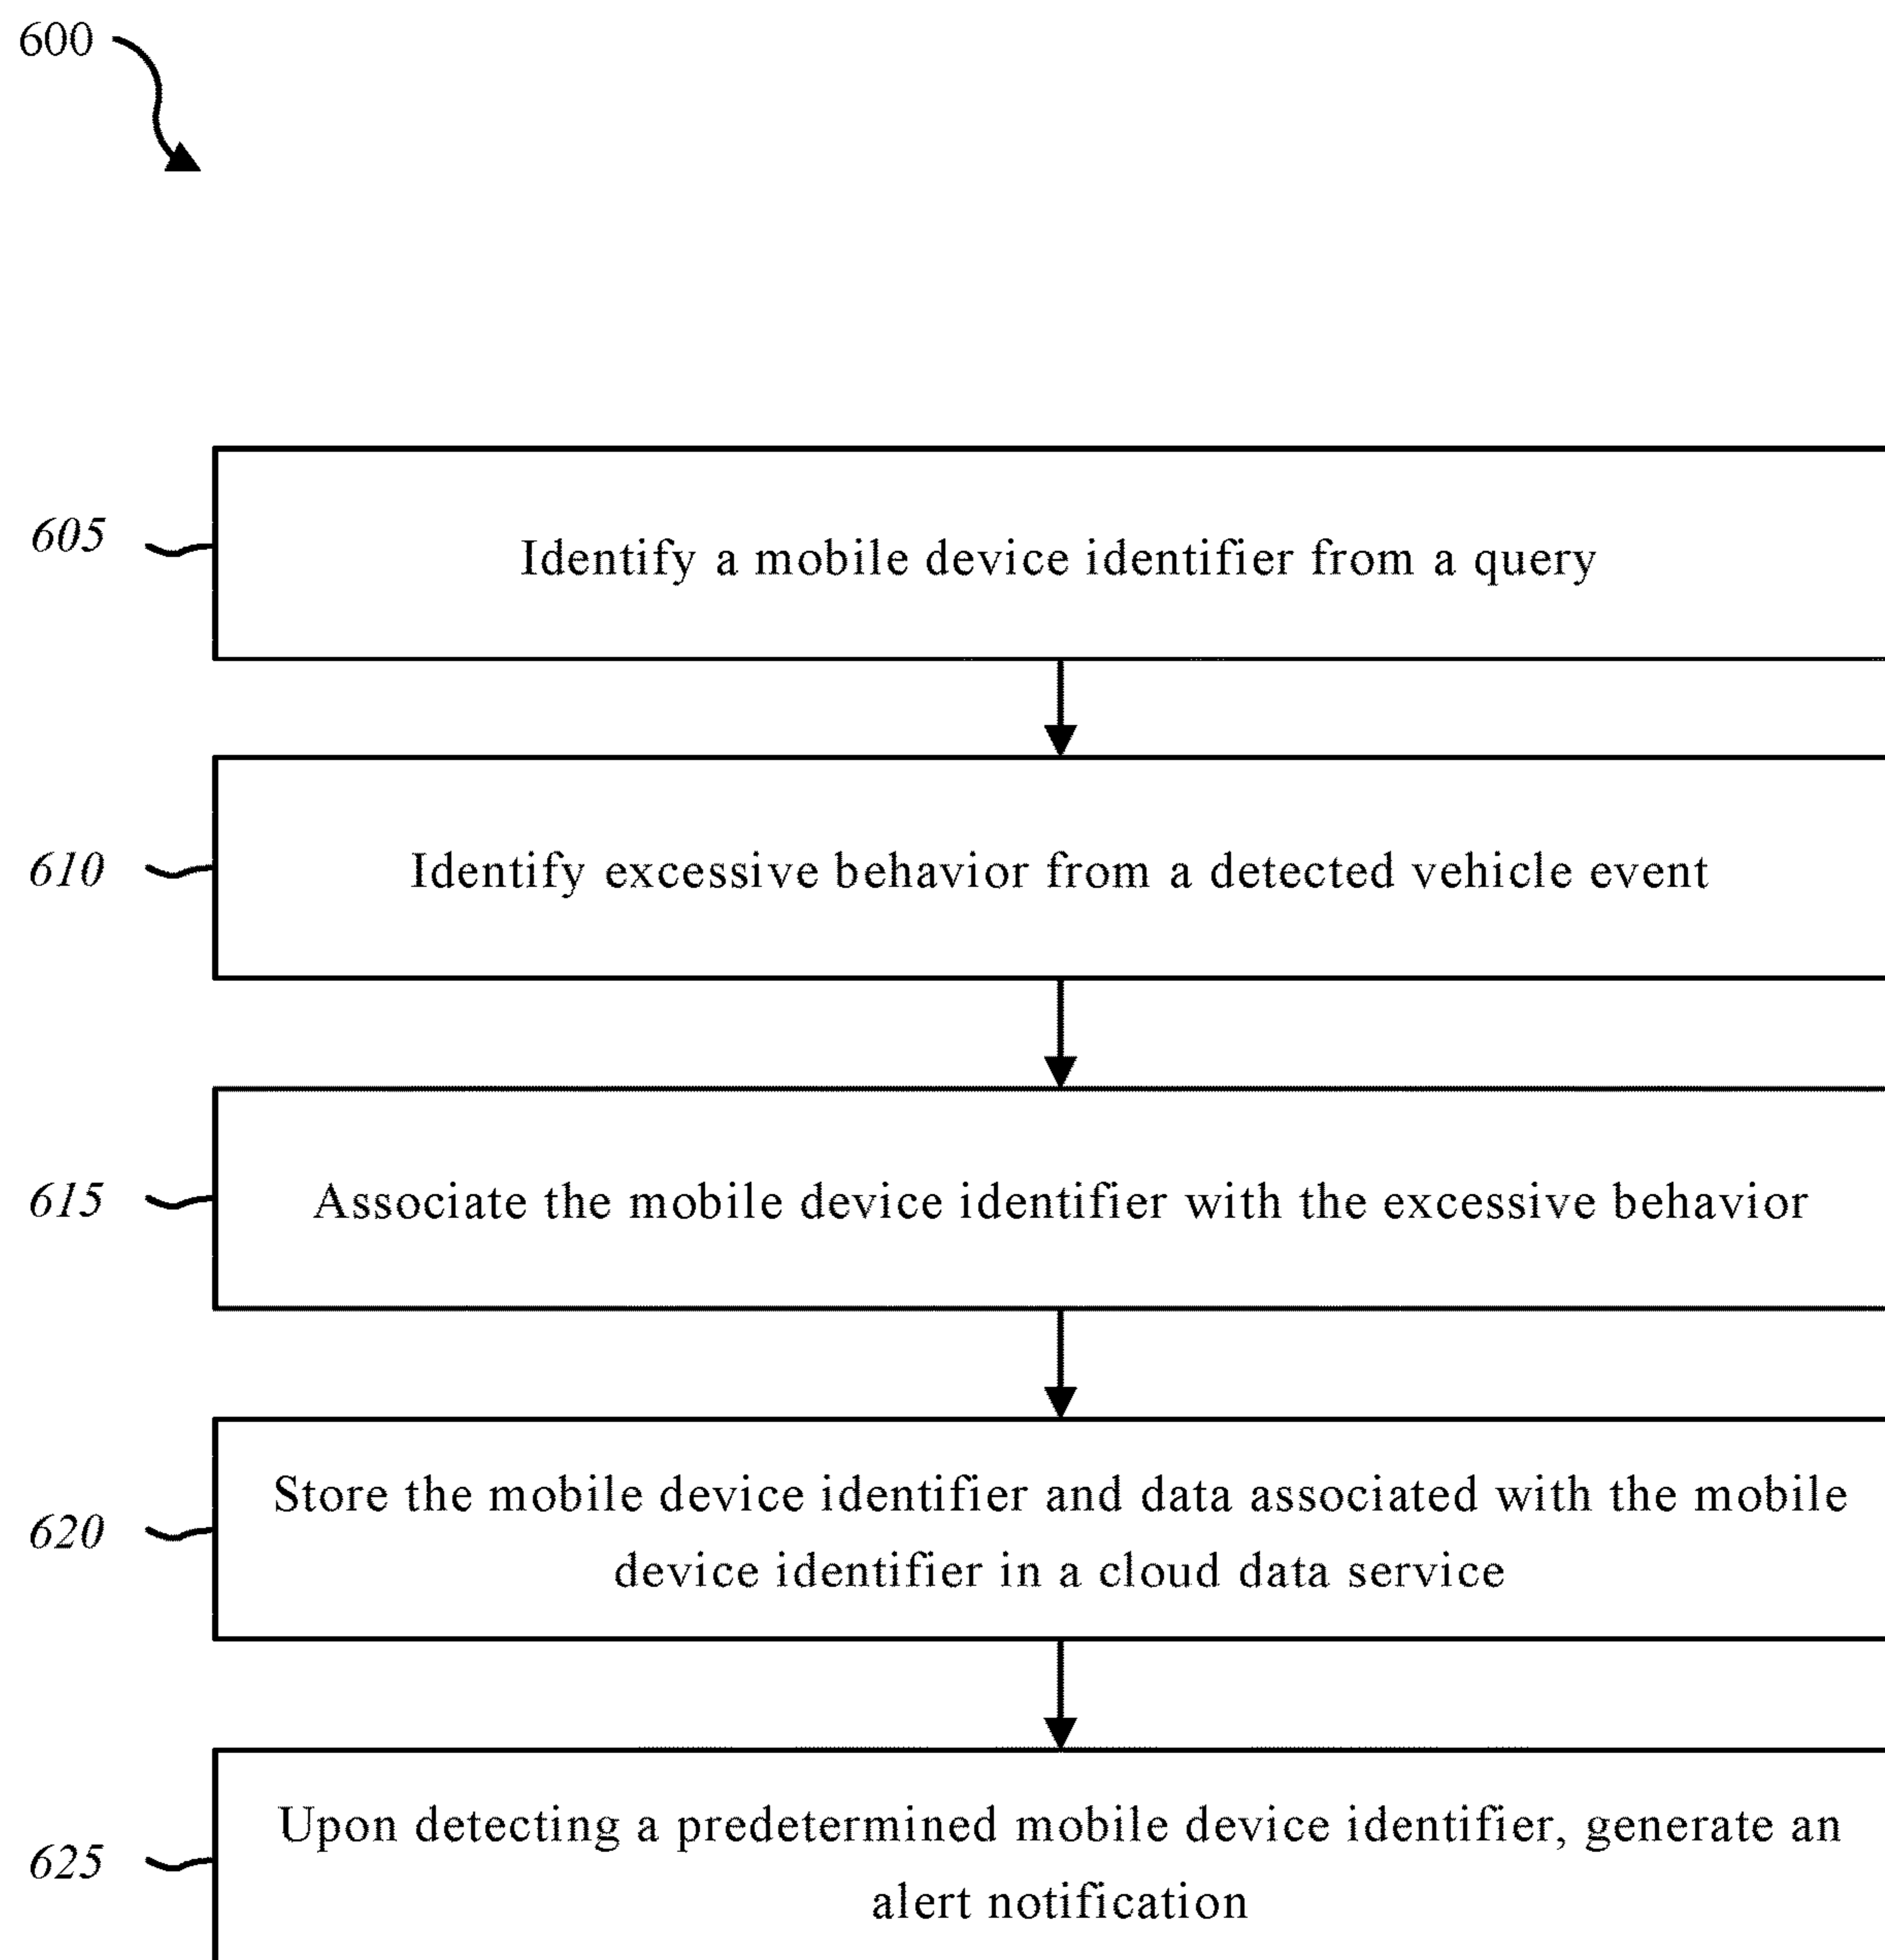 600
605
Identify a mobile device identifier from a query
610
Identify excessive behavior from a detected vehicle event
615
Associate the mobile device identifier with the excessive behavior
620
Store the mobile device identifier and data associated with the mobile
device identifier in a cloud data service
625
Upon detecting a predetermined mobile device identifier, generate an
alert notification